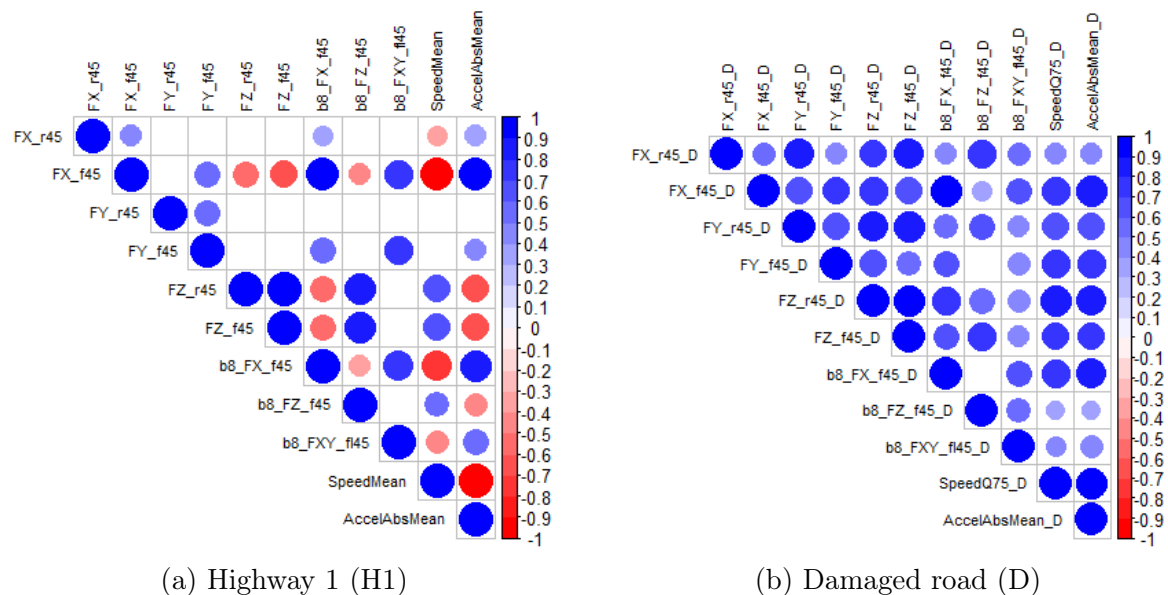 FX_r45
FX_f45
FY_r45
FY_f45
FZ_r45
FZ_f45
b8_FX_f45
b8_FZ_f45
b8_FXY_fl45
SpeedMean
AccelAbsMean
FX_r45
FX_f45
FY_r45
FY_f45
FZ_r45
FZ_f45
b8_FX_f45
b8_FZ_f45
b8_FXY_fl45
SpeedMean
AccelAbsMean
1
0.9
0.8
0.7
0.6
0.5
0.4
0.3
0.2
0.1
0
-0.1
-0.2
-0.3
-0.4
-0.5
-0.6
-0.7
-0.8
-0.9
-1
(a) Highway 1 (H1)
FX_r45_D
FX_f45_D
FY_r45_D
FY_f45_D
FZ_r45_D
FZ_f45_D
b8_FX_f45_D
b8_FZ_f45_D
b8_FXY_fl45_D
SpeedQ75_D
AccelAbsMean_D
FX_r45_D
FX_f45_D
FY_r45_D
FY_f45_D
FZ_r45_D
FZ_f45_D
b8_FX_f45_D
b8_FZ_f45_D
b8_FXY_fl45_D
SpeedQ75_D
AccelAbsMean_D
1
0.9
0.8
0.7
0.6
0.5
0.4
0.3
0.2
0.1
0
-0.1
-0.2
-0.3
-0.4
-0.5
-0.6
-0.7
-0.8
-0.9
-1
(b) Damaged road (D)